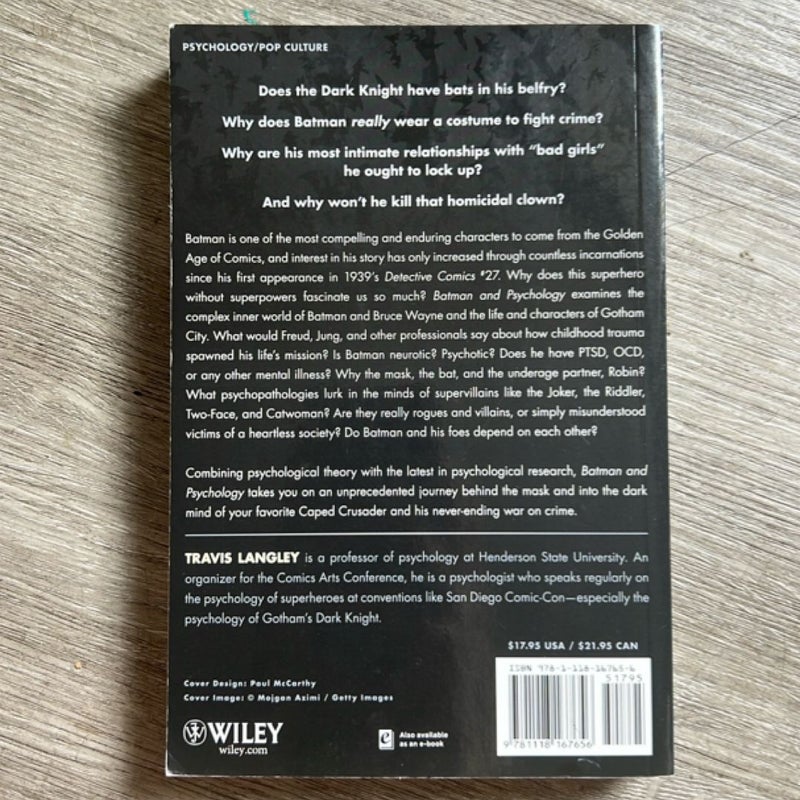 PSYCHOLOGY/POP CULTURE
Does the Dark Knight have bats in his belfry?
Why does Batman really wear a costume to fight crime?
Why are his most intimate relationships with "bad girls"
he ought to lock up?
And why won't he kill that homicidal clown?
Batman is one of the most compelling and enduring characters to come from the Golden
Age of Comics, and interest in his story has only increased through countless incarnations
since his first appearance in 1939's Detective Comics #27. Why does this superhero
without superpowers fascinate us so much? Batman and Psychology examines the
complex inner world of Batman and Bruce Wayne and the life and characters of Gotham
City. What would Freud, Jung, and other professionals say about how childhood trauma
spawned his life's mission? Is Batman neurotic? Psychotic? Does he have PTSD, OCD,
or any other mental illness? Why the mask, the bat, and the underage partner, Robin?
What psychopathologies lurk in the minds of supervillains like the Joker, the Riddler,
Two-Face, and Catwoman? Are they really rogues and villains, or simply misunderstood
victims of a heartless society? Do Batman and his foes depend on each other?
Combining psychological theory with the latest in psychological research, Batman and
Psychology takes you on an unprecedented journey behind the mask and into the dark
mind of your favorite Caped Crusader and his never-ending war on crime.
TRAVIS LANGLEY is a professor of psychology at Henderson State University. An
organizer for the Comics Arts Conference, he is a psychologist who speaks regularly on
the psychology of superheroes at conventions like San Diego Comic-Con—especially the
psychology of Gotham's Dark Knight.
$17.95 USA / $21.95 CAN
ISBN 978-1-118-16765-6
51795
9 781118 167656
Cover Design: Paul McCarthy
Cover Image: © Mojgan Azimi / Getty Images
WILEY
wiley.com
e
Also available
as an e-book